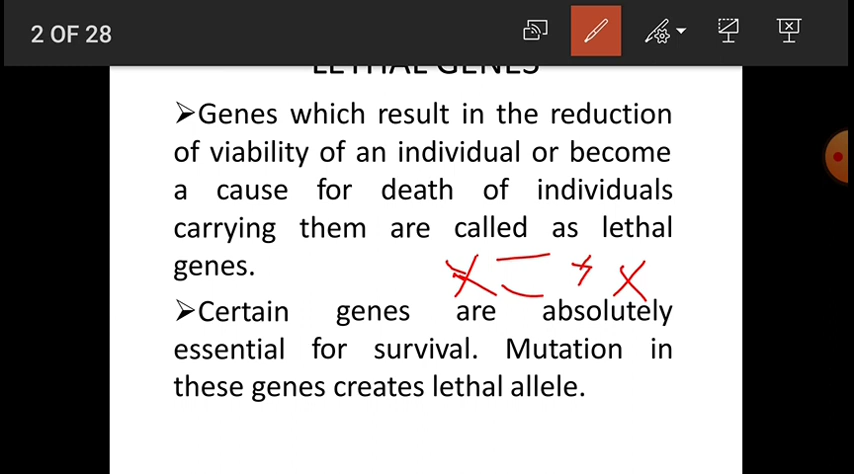 2 OF 28
LETHAL GENES
➤Genes which result in the reduction
of viability of an individual or become
a cause for death of individuals
carrying them are called as lethal
genes.
➤Certain genes are absolutely
essential for survival. Mutation in
these genes creates lethal allele.